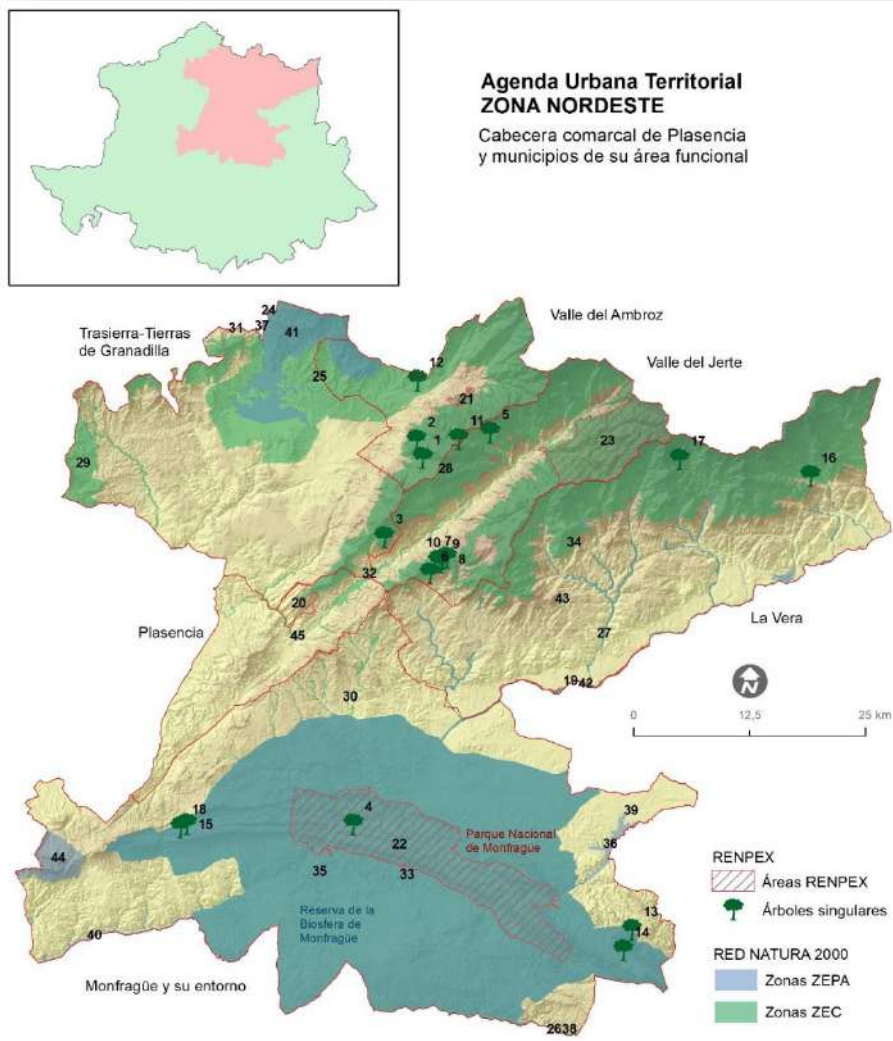 Agenda Urbana Territorial
ZONA NORDESTE
Cabecera comarcal de Plasencia
y municipios de su área funcional
24
31
37
41
Trasierra-Tierras
de Granadilla
Valle del Ambroz
Valle del Jerte
12
25
21
2
11
5
1
23
17
28
29
16
3
10
7
9
6
8
34
32
43
20
La Vera
Plasencia
45
27
19
42
30
N
0
12,5
25 km
18
15
4
39
Parque Nacional
de Monfragüe
22
36
44
35
33
RENPEX
Áreas RENPEX
Árboles singulares
Reserva de la
Biosfera de
Monfragüe
13
14
40
RED NATURA 2000
Zonas ZEPA
Zonas ZEC
Monfragüe y su entorno
26
38